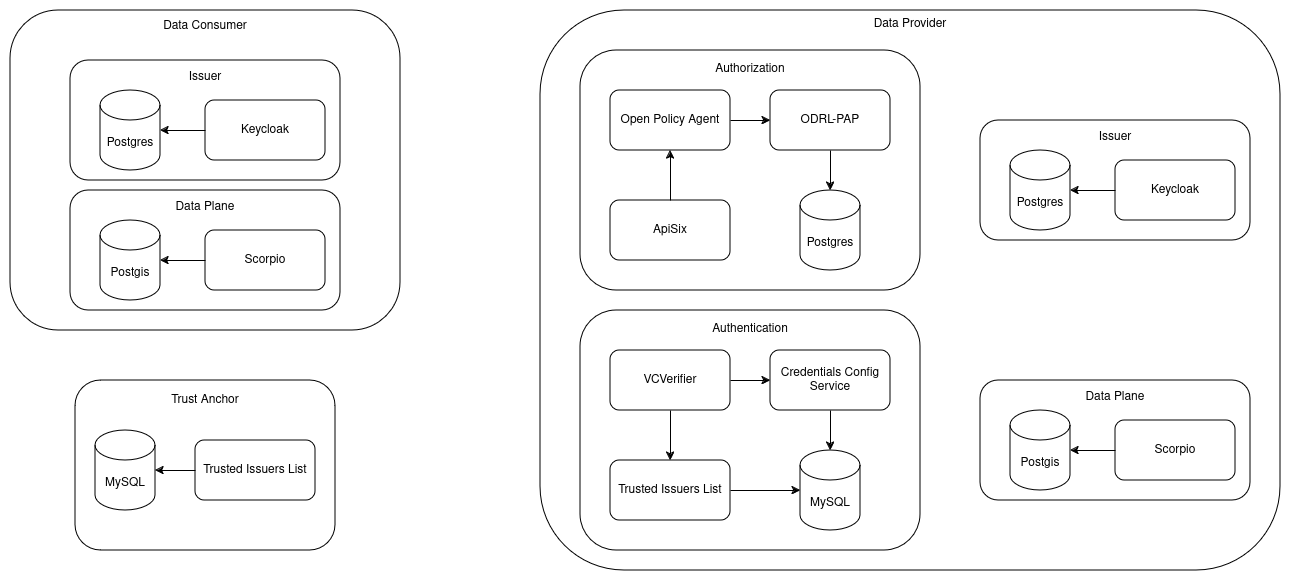 Data Consumer
Issuer
Postgres
Keycloak
Data Plane
Postgis
Scorpio
Trust Anchor
MySQL
Trusted Issuers List
Data Provider
Authorization
Open Policy Agent
ODRL-PAP
ApiSix
Postgres
Authentication
VCVerifier
Credentials Config
Service
Trusted Issuers List
MySQL
Issuer
Postgres
Keycloak
Data Plane
Postgis
Scorpio